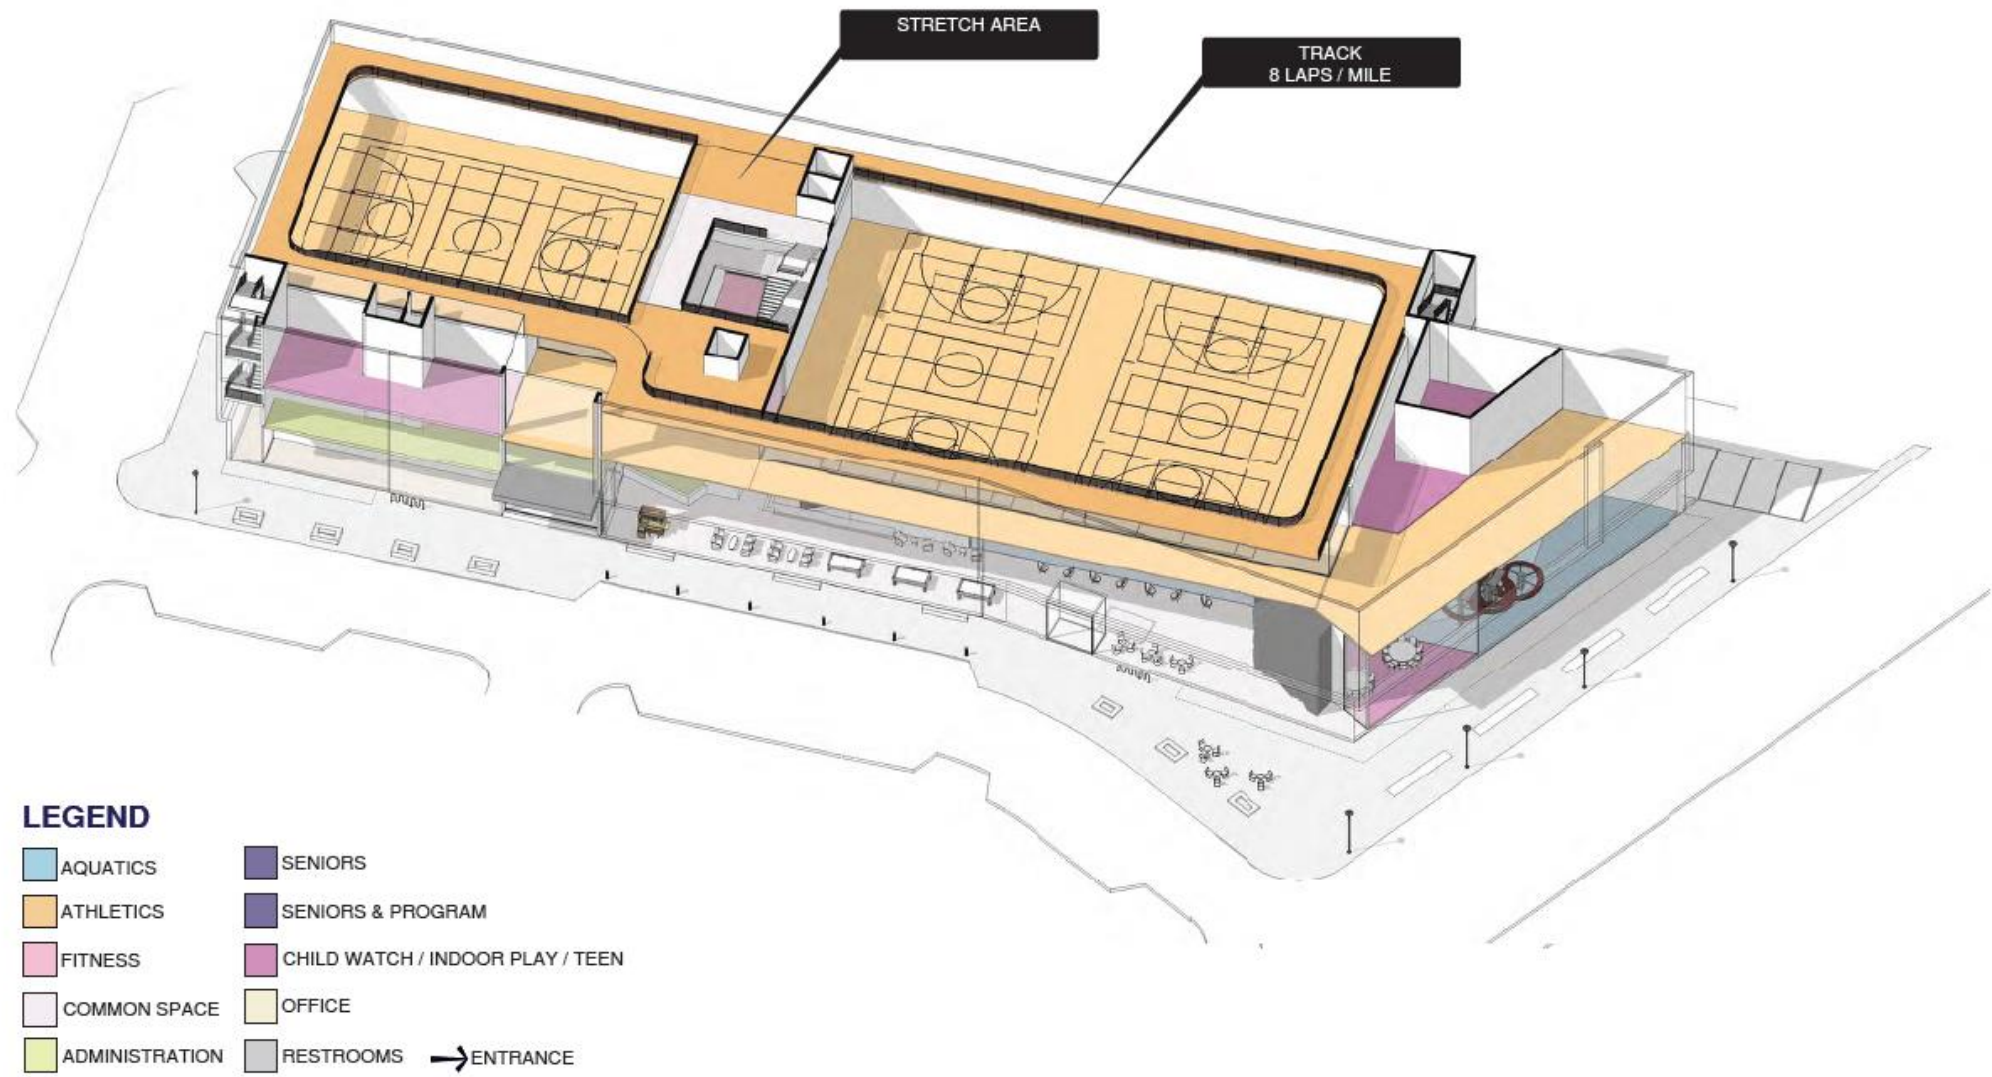 STRETCH AREA
TRACK
8 LAPS / MILE
LEGEND
AQUATICS
ATHLETICS
FITNESS
COMMON SPACE
ADMINISTRATION
SENIORS
SENIORS & PROGRAM
CHILD WATCH / INDOOR PLAY / TEEN
OFFICE
RESTROOMS
ENTRANCE